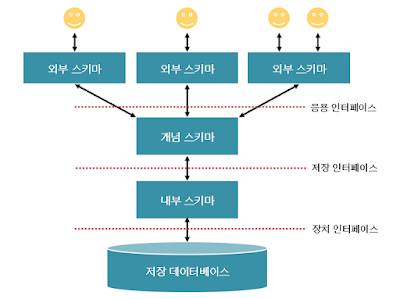 외부 스키마
외부 스키마
외부 스키마
응용 인터페이스
개념 스키마
저장 인터페이스
내부 스키마
장치 인터페이스
저장 데이터베이스